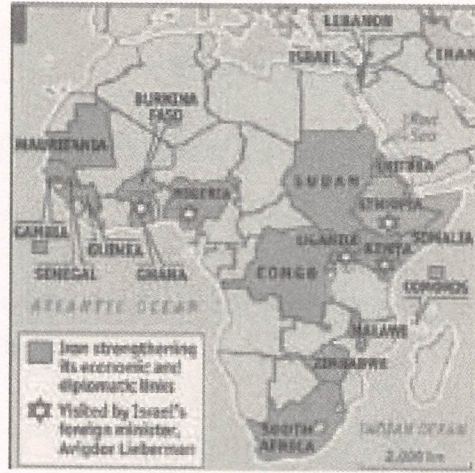 LEBANON
ISRAEL
IRAN
BURKINA
FASO
Red
Sea
MAURITANIA
NIGERIA
SUDAN
ERITREA
ETHIOPIA
SOMALIA
GAMBIA
GUINEA
UGANDA
KENYA
SENEGAL
GHANA
CONGO
COMOROS
ATLANTIC OCEAN
MALAWI
Iran strengthening
its economic and
diplomatic links
ZIMBABWE
Visited by Israel's
foreign minister,
Avigdor Lieberman
SOUTH
AFRICA
INDIAN OCEAN
2,000 km